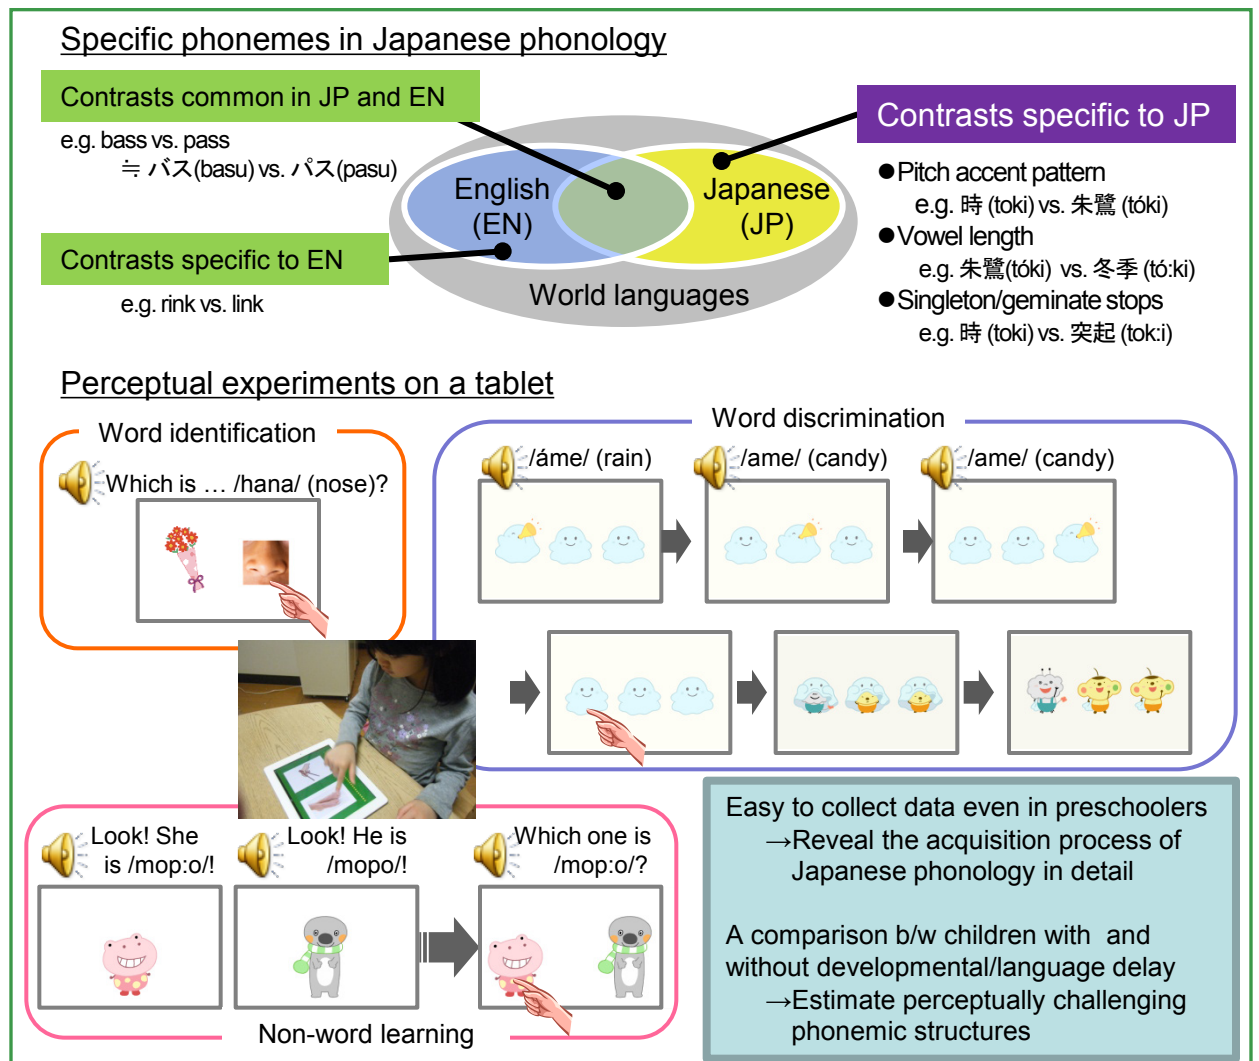 Specific phonemes in Japanese phonology
Contrasts common in JP and EN
e.g. bass vs. pass
≒ バス(basu) vs. パス(pasu)
Contrasts specific to EN
e.g. rink vs. link
English
(EN)
Japanese
(JP)
World languages
Contrasts specific to JP
●Pitch accent pattern
e.g. 時 (toki) vs. 朱鷺 (tóki)
●Vowel length
e.g. 朱鷺(tóki) vs. 冬季 (tó:ki)
●Singleton/geminate stops
e.g. 時 (toki) vs. 突起 (tok:i)
Perceptual experiments on a tablet
Word identification
Which is … /hana/ (nose)?
Word discrimination
/áme/ (rain)
/ame/ (candy)
/ame/ (candy)
Look! She
is /mop:o/!
Look! He is
/mopo/!
Which one is
/mop:o/?
Non-word learning
Easy to collect data even in preschoolers
→Reveal the acquisition process of
Japanese phonology in detail
A comparison b/w children with and
without developmental/language delay
→Estimate perceptually challenging
phonemic structures